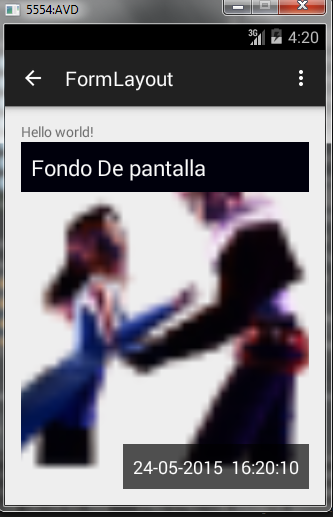 5554:AVD
3G 4:20
FormLayout
Hello world!
Fondo De pantalla
24-05-2015 16:20:10